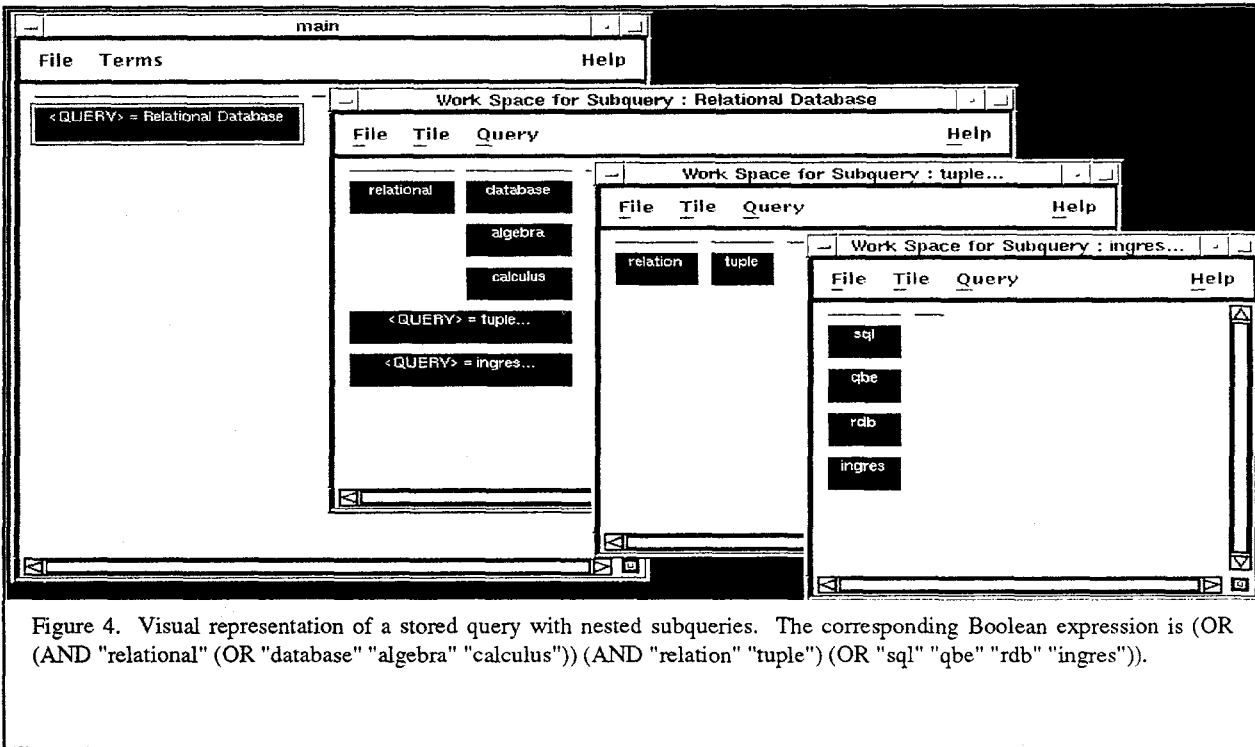 main
File Terms Help
<QUERY> = Relational Database
Work Space for Subquery : Relational Database
File Tile Query Help
relational database
algebra
calculus
<QUERY> = tuple...
<QUERY> = ingres...
Work Space for Subquery : tuple...
File Tile Query Help
relation tuple
Work Space for Subquery : ingres...
File Tile Query Help
sql
qbe
rdb
ingres
Figure 4. Visual representation of a stored query with nested subqueries. The corresponding Boolean expression is (OR
(AND "relational" (OR "database" "algebra" "calculus")) (AND "relation" "tuple") (OR "sql" "qbe" "rdb" "ingres")).